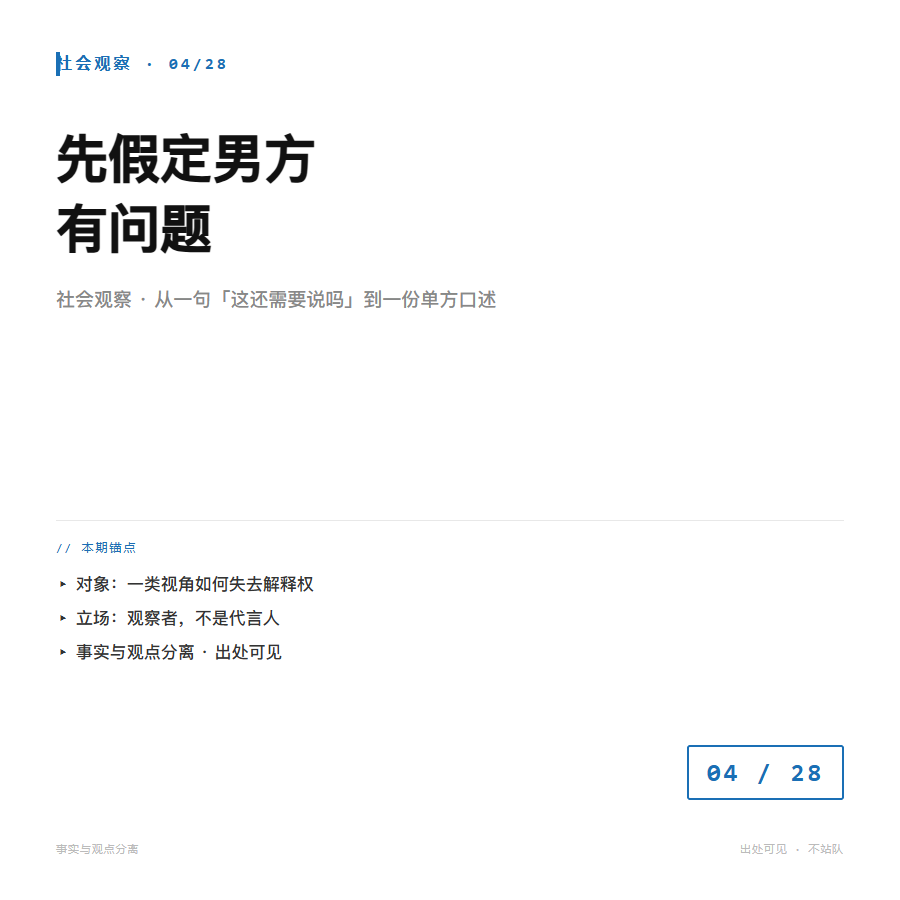 社会观察 · 04/28
先假定男方
有问题
社会观察 · 从一句「这还需要说吗」到一份单方口述
// 本期锚点
▸ 对象：一类视角如何失去解释权
▸ 立场：观察者，不是代言人
▸ 事实与观点分离 · 出处可见
04 / 28
事实与观点分离
出处可见 · 不站队